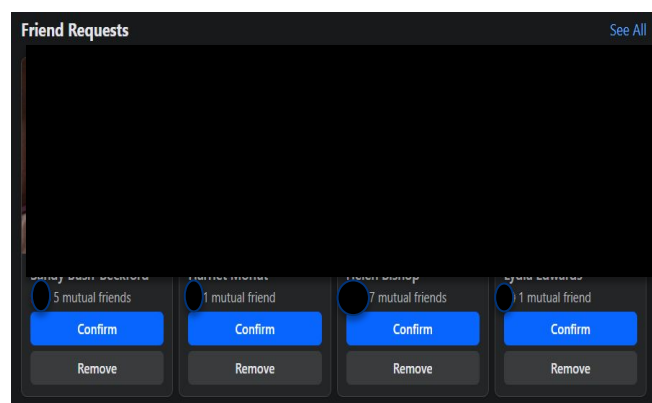 Friend Requests See All
5 mutual friends 1 mutual friend 7 mutual friends 1 mutual friend
Confirm Confirm Confirm Confirm
Remove Remove Remove Remove